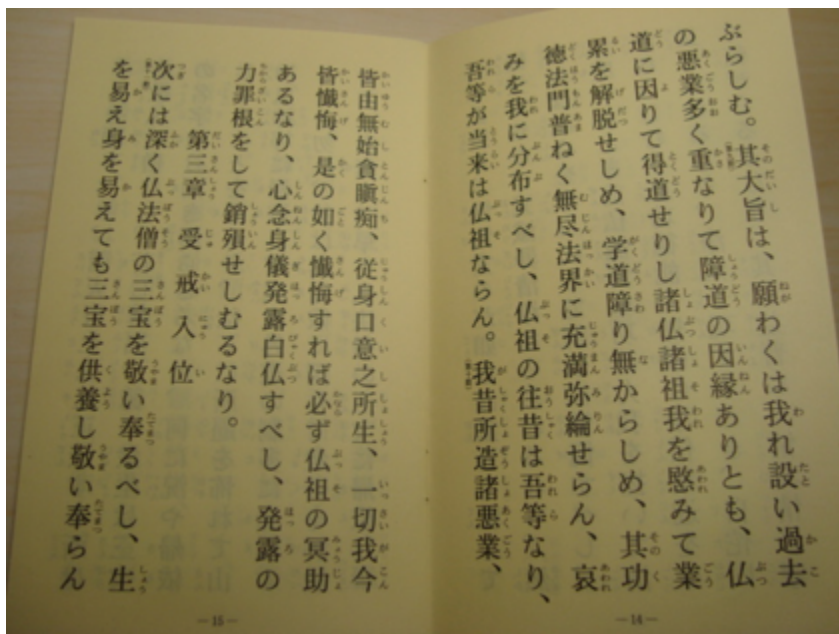 ぶらしむ。其大旨は、願わくは我れ設い過去
の悪業多く重なりて障道の因縁ありとも、仏
道に因りて得道せりし諸仏諸祖我を愍みて業
累を解脱せしめ、学道障り無からしめ、其功
徳法門普ねく無尽法界に充満弥綸せらん、哀
みを我に分布すべし、仏祖の往昔は吾等なり、
吾等が当来は仏祖ならん。我昔所造諸悪業、
—14—
皆由無始貪瞋痴、従身口意之所生、一切我今
皆懺悔、是の如く懺悔すれば必ず仏祖の冥助
あるなり、心念身儀発露白仏すべし、発露の
力罪根をして銷殞せしむるなり。
第三章 受戒入位
次には深く仏法僧の三宝を敬い奉るべし、生
を易え身を易えても三宝を供養し敬い奉らん
—15—